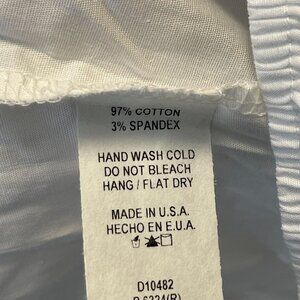 97% COTTON
3% SPANDEX
HAND WASH COLD
DO NOT BLEACH
HANG / FLAT DRY
MADE IN U.S.A.
HECHO EN E.U.A.
D10482